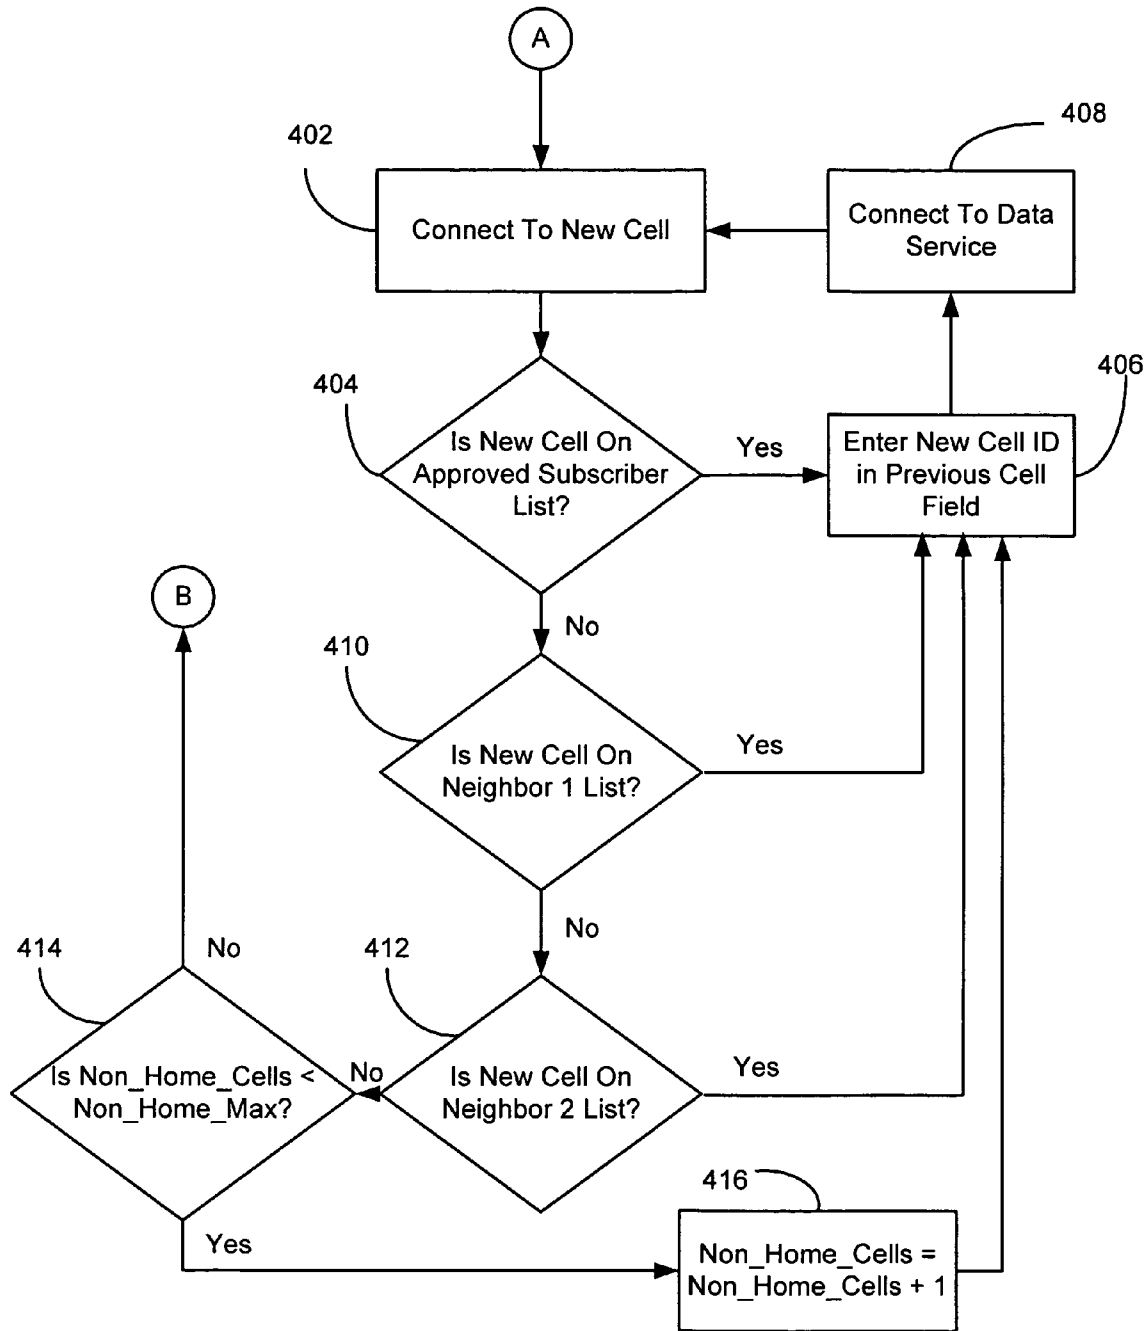 A
402
Connect To New Cell
408
Connect To Data
Service
404
Is New Cell On
Approved Subscriber
List?
Yes
406
Enter New Cell ID
in Previous Cell
Field
B
No
410
Is New Cell On
Neighbor 1 List?
Yes
No
414
No
Is Non_Home_Cells <
Non_Home_Max?
No
412
Is New Cell On
Neighbor 2 List?
Yes
Yes
416
Non_Home_Cells =
Non_Home_Cells + 1